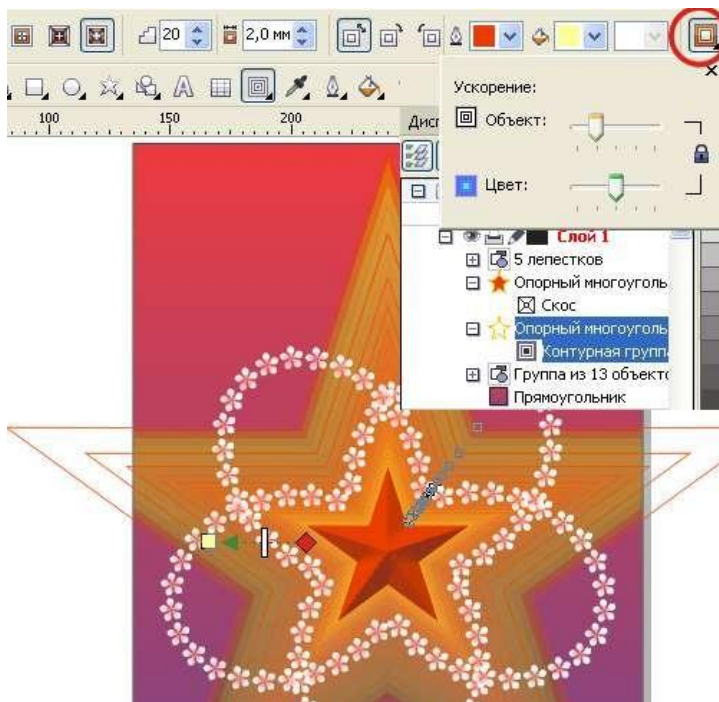 20 2,0 мм
Ускорение:
100 150 200 Дисп
Объект:
Цвет:
Слой 1
5 лепестков
Опорный многоуголь
Скос
Опорный многоуголь
Контурная группа
Группа из 13 объекто
Прямоугольник